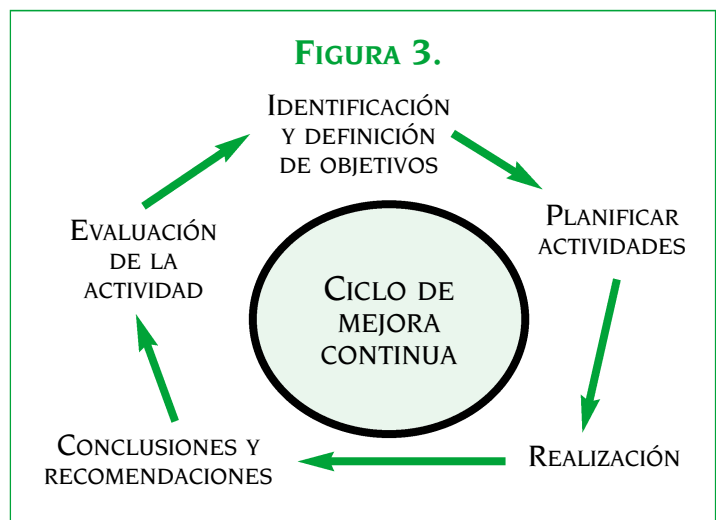 FIGURA 3.
IDENTIFICACIÓN
Y DEFINICIÓN
DE OBJETIVOS
PLANIFICAR
ACTIVIDADES
REALIZACIÓN
CONCLUSIONES Y
RECOMENDACIONES
EVALUACIÓN
DE LA
ACTIVIDAD
CICLO DE
MEJORA
CONTINUA